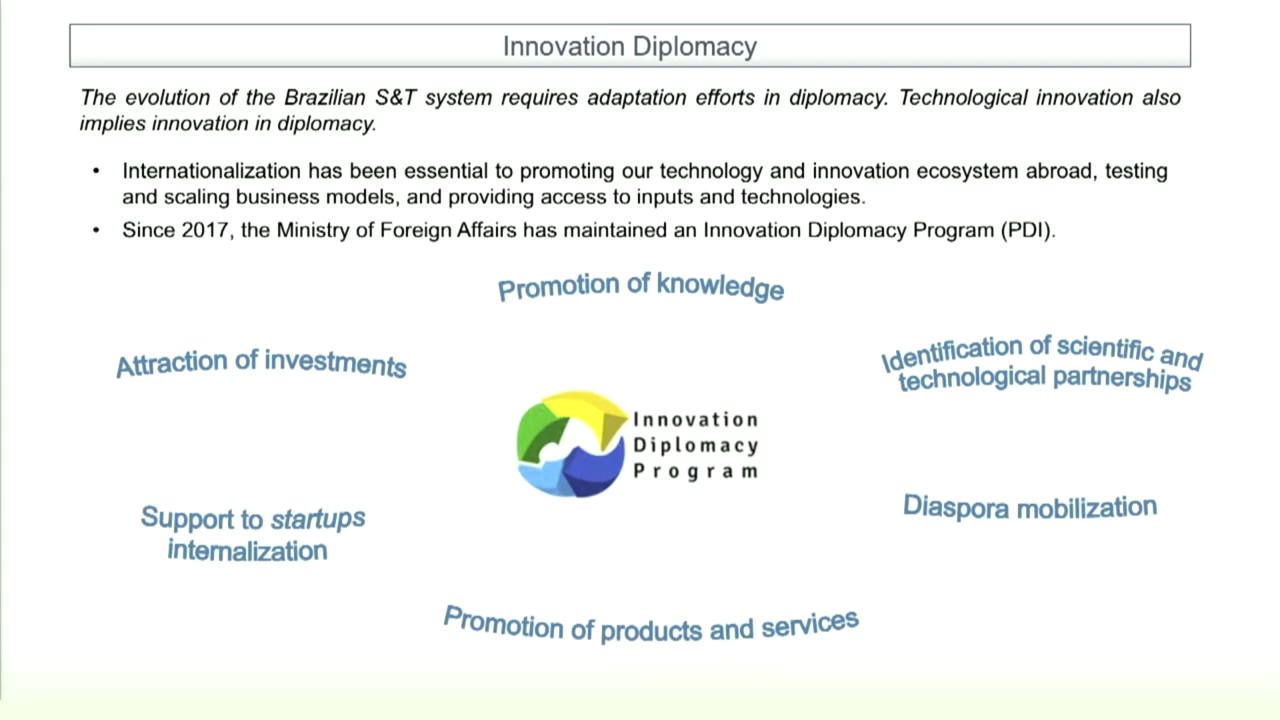 Innovation Diplomacy
The evolution of the Brazilian S&T system requires adaptation efforts in diplomacy. Technological innovation also
implies innovation in diplomacy.
• Internationalization has been essential to promoting our technology and innovation ecosystem abroad, testing
and scaling business models, and providing access to inputs and technologies.
• Since 2017, the Ministry of Foreign Affairs has maintained an Innovation Diplomacy Program (PDI).
Promotion of knowledge
Attraction of investments
Identification of scientific and
technological partnerships
Innovation
Diplomacy
Program
Support to startups
internalization
Diaspora mobilization
Promotion of products and services